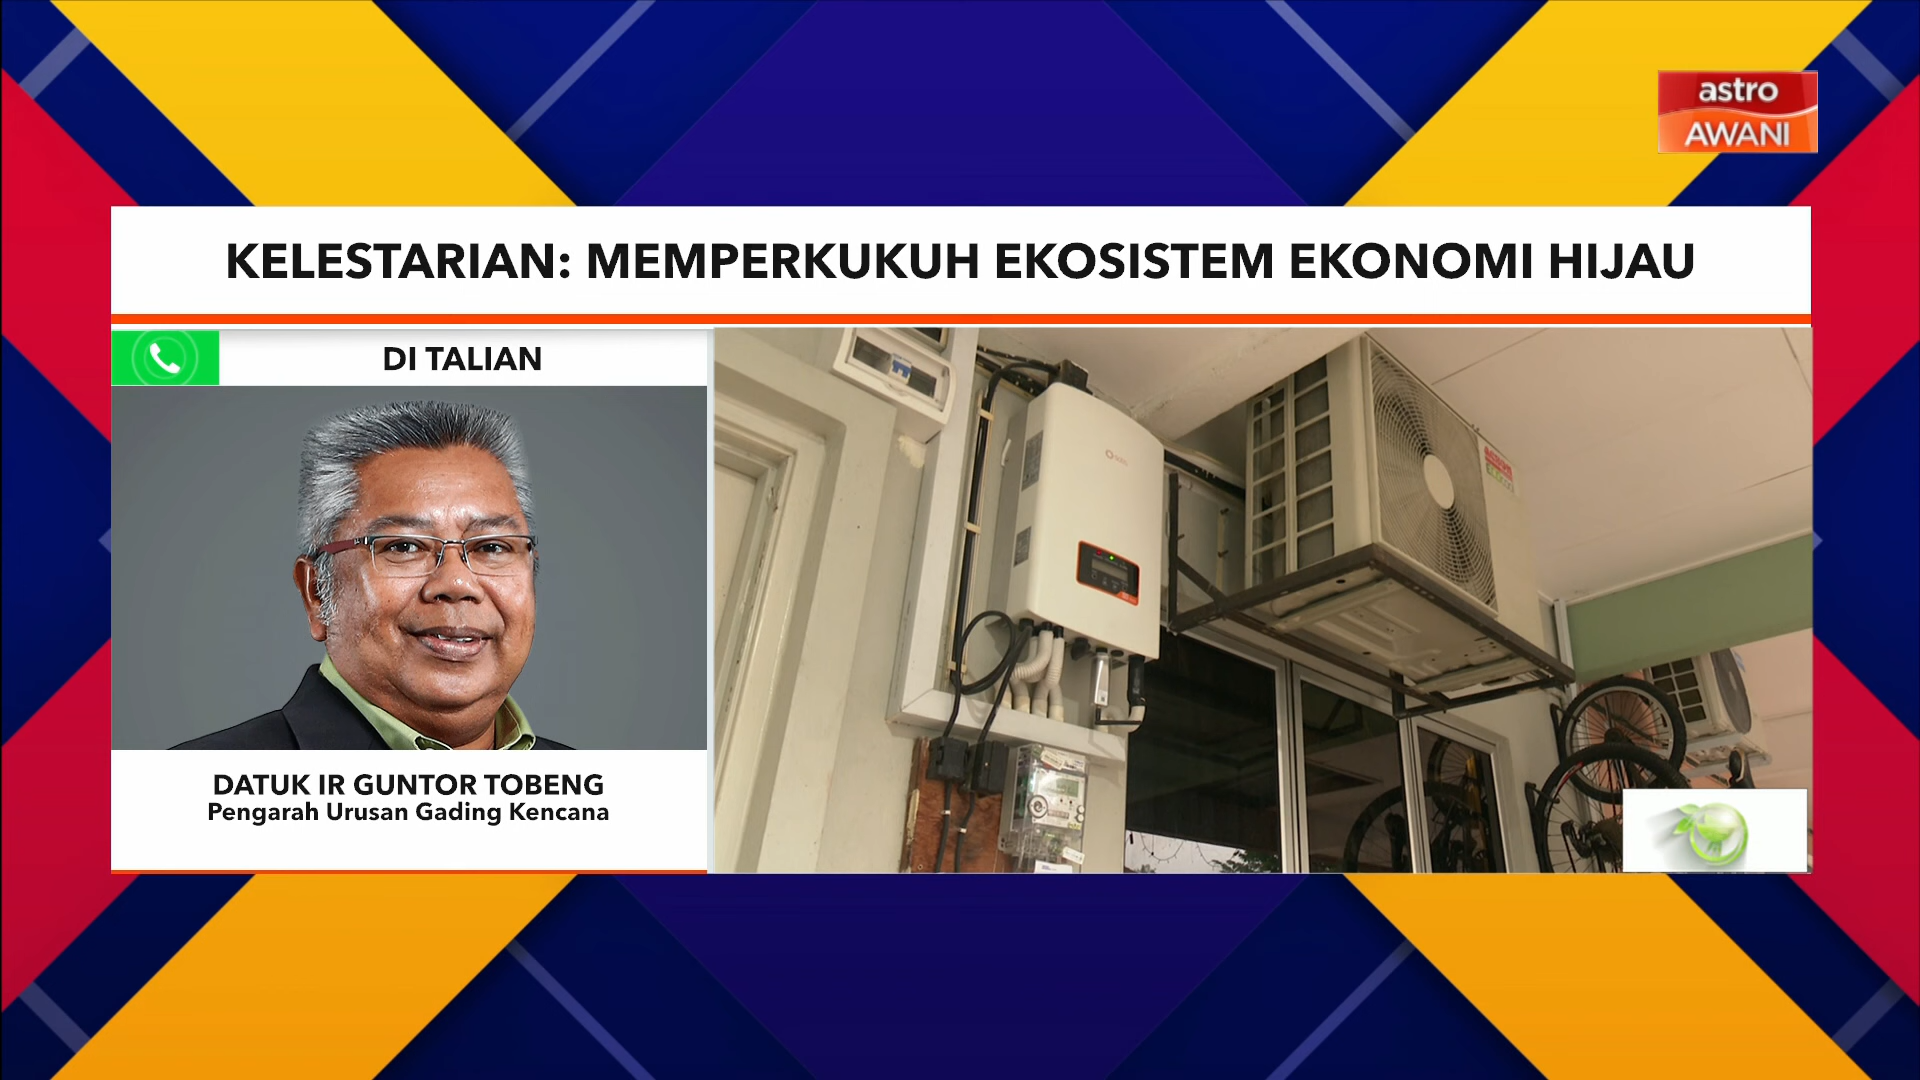 astro
AWANI
KELESTARIAN: MEMPERKUKUH EKOSISTEM EKONOMI HIJAU
DI TALIAN
DATUK IR GUNTOR TOBENG
Pengarah Urusan Gading Kencana